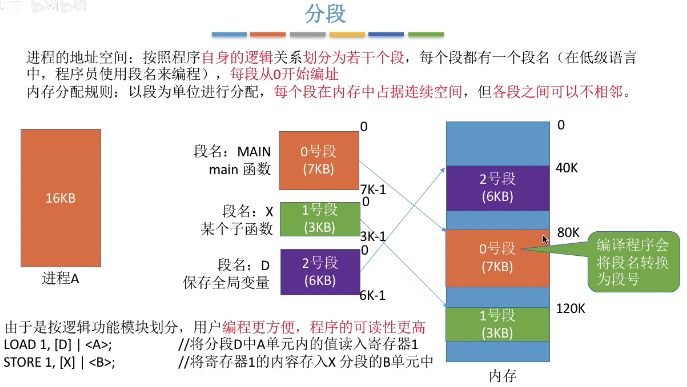 分段
进程的地址空间：按照程序自身的逻辑关系划分为若干个段，每个段都有一个段名（在低级语言
中，程序员使用段名来编程），每段从0开始编址
内存分配规则：以段为单位进行分配，每个段在内存中占据连续空间，但各段之间可以不相邻。
16KB
进程A
段名：MAIN
main 函数
0号段
(7KB)
0
7K-1
段名：X
某个子函数
1号段
(3KB)
0
3K-1
段名：D
保存全局变量
2号段
(6KB)
0
6K-1
0
2号段
(6KB)
40K
0号段
(7KB)
80K
1号段
(3KB)
120K
内存
编译程序会
将段名转换
为段号
由于是按逻辑功能模块划分，用户编程更方便，程序的可读性更高
LOAD 1, [D] | <A>; //将分段D中A单元内的值读入寄存器1
STORE 1, [X] | <B>; //将寄存器1的内容存入X 分段的B单元中